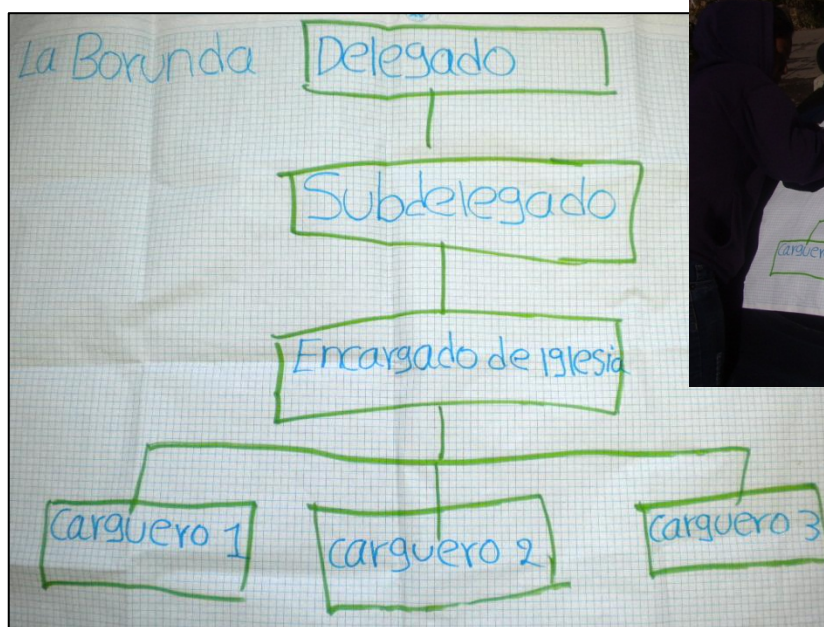 La Borunda
Delegado
Subdelegado
Encargado de Iglesia
carguero 1
carguero 2
carguero 3